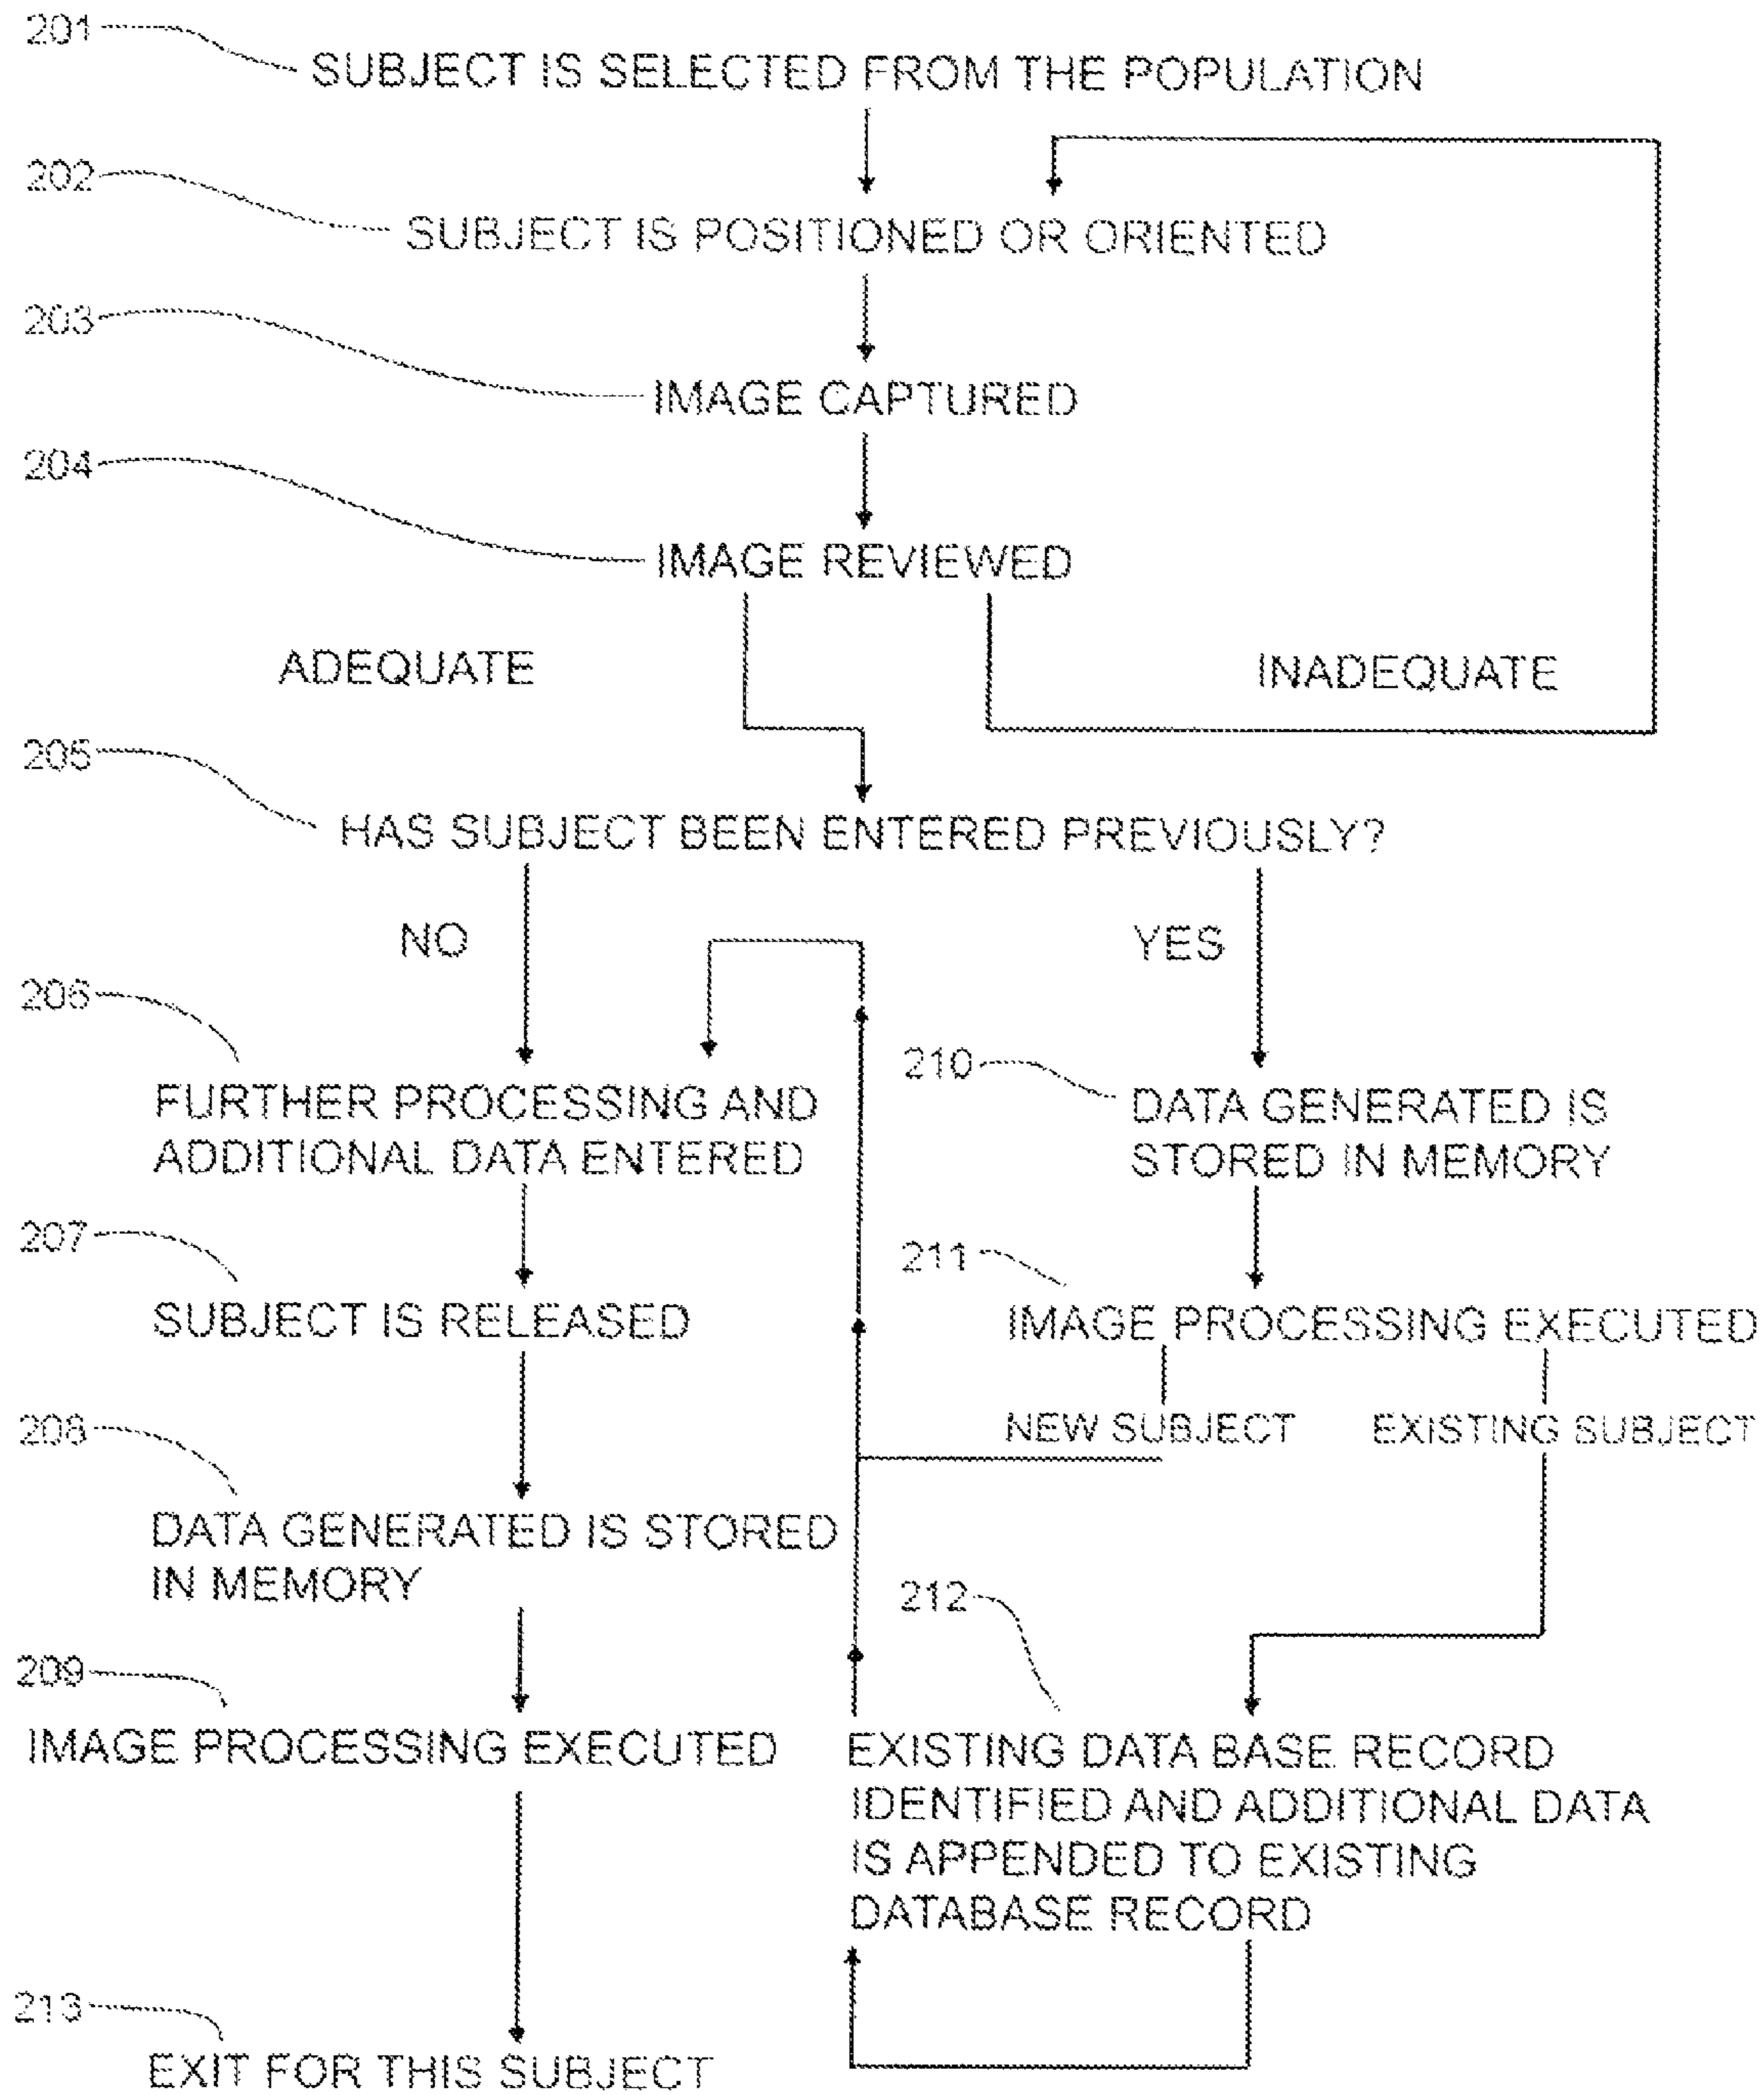 201
SUBJECT IS SELECTED FROM THE POPULATION
202
SUBJECT IS POSITIONED OR ORIENTED
203
IMAGE CAPTURED
204
IMAGE REVIEWED
ADEQUATE
INADEQUATE
205
HAS SUBJECT BEEN ENTERED PREVIOUSLY?
NO
YES
206
FURTHER PROCESSING AND
ADDITIONAL DATA ENTERED
210
DATA GENERATED IS
STORED IN MEMORY
207
SUBJECT IS RELEASED
211
IMAGE PROCESSING EXECUTED
NEW SUBJECT
EXISTING SUBJECT
208
DATA GENERATED IS STORED
IN MEMORY
212
209
IMAGE PROCESSING EXECUTED
EXISTING DATA BASE RECORD
IDENTIFIED AND ADDITIONAL DATA
IS APPENDED TO EXISTING
DATABASE RECORD
213
EXIT FOR THIS SUBJECT